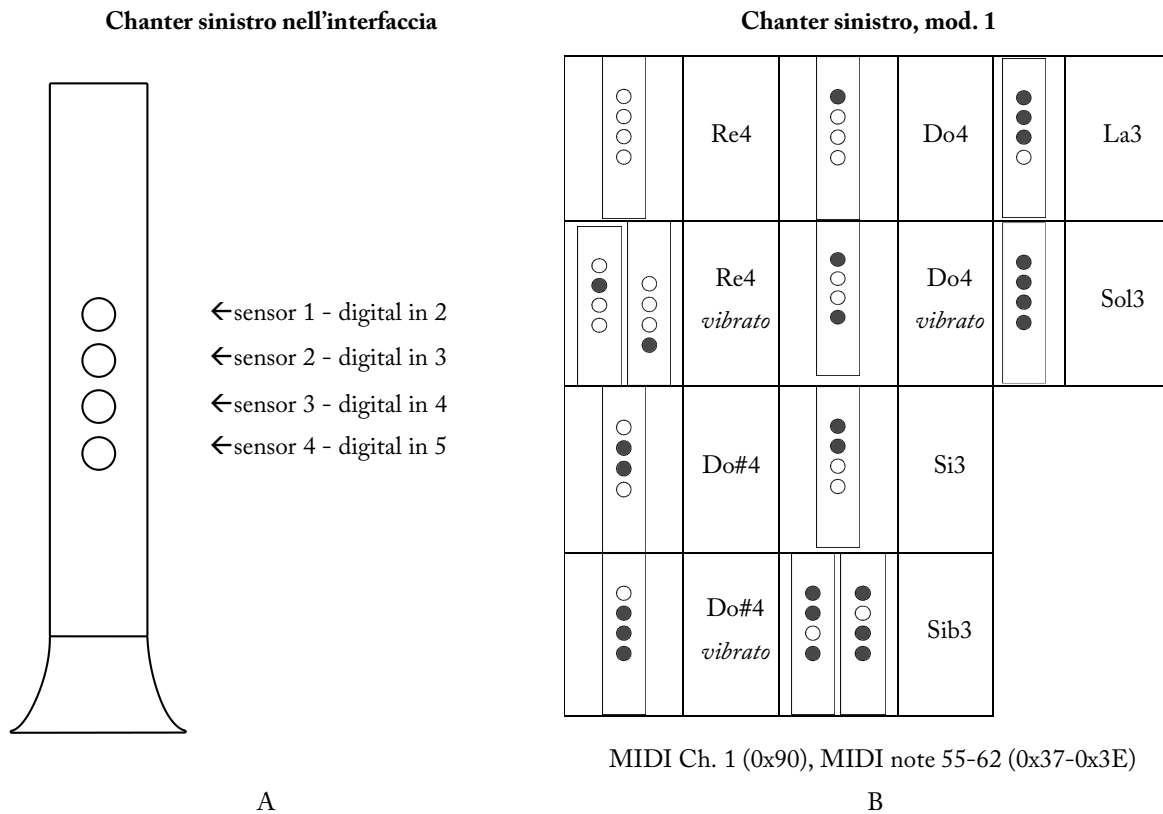 Chanter sinistro nell'interfaccia
←sensor 1 - digital in 2
←sensor 2 - digital in 3
←sensor 3 - digital in 4
←sensor 4 - digital in 5
A
Chanter sinistro, mod. 1
Re4
Do4
La3
Re4
vibrato
Do4
vibrato
Sol3
Do#4
Si3
Do#4
vibrato
Sib3
MIDI Ch. 1 (0x90), MIDI note 55-62 (0x37-0x3E)
B